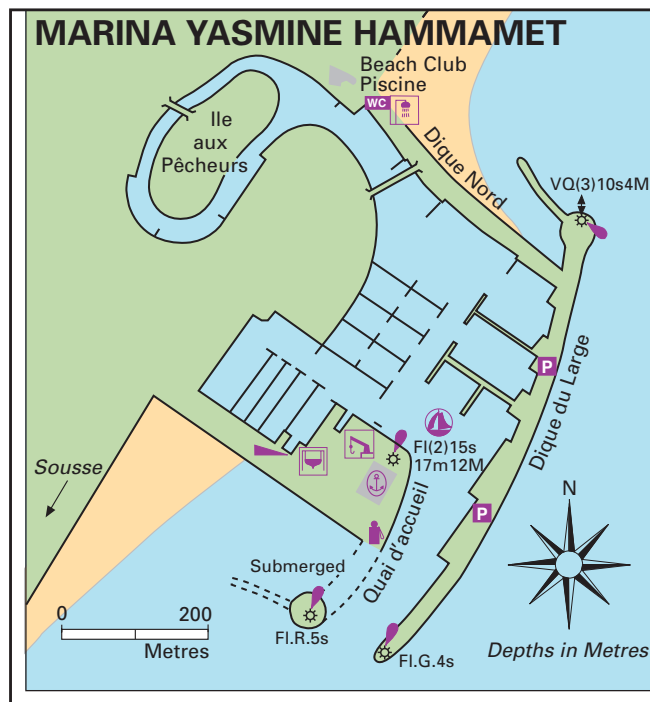 MARINA YASMINE HAMMAMET
Beach Club
Piscine
WC
Ile
aux
Pêcheurs
Dique Nord
VQ(3)10s4M
P
Dique du Large
Fl(2)15s
17m12M
Sousse
P
N
Quai d'accueil
Submerged
0 200
Metres
Fl.R.5s
Fl.G.4s
Depths in Metres